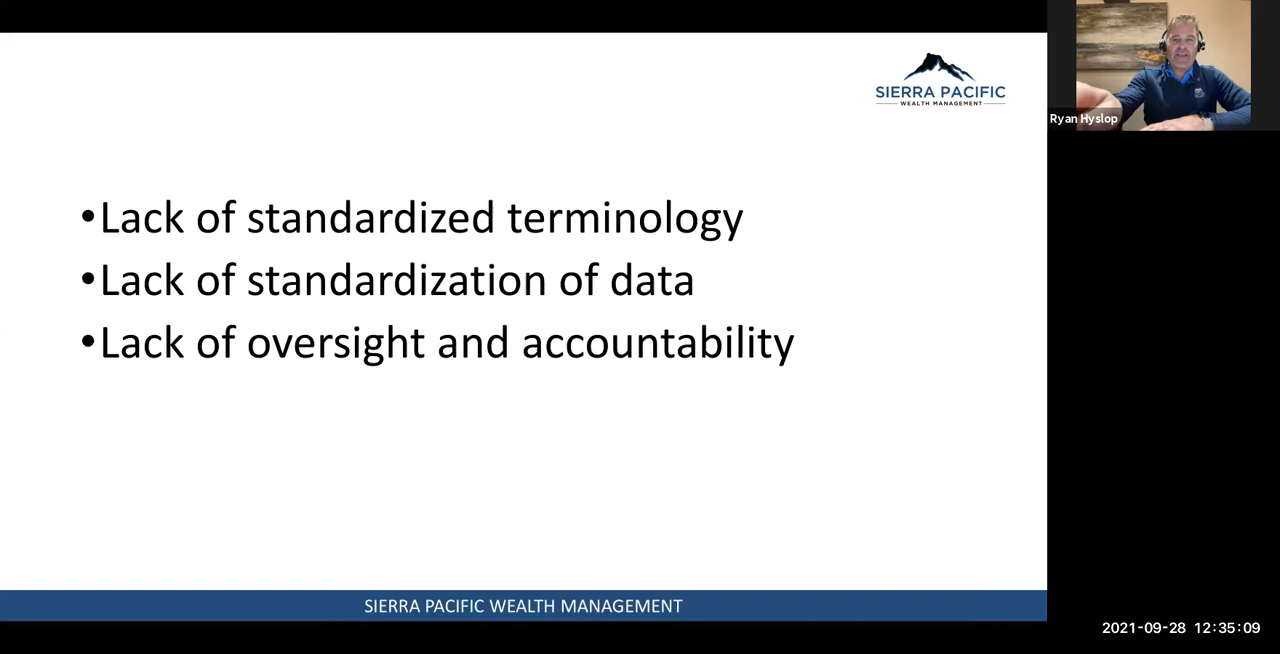 SIERRA PACIFIC
WEALTH MANAGEMENT
Ryan Hyslop
•Lack of standardized terminology
•Lack of standardization of data
•Lack of oversight and accountability
SIERRA PACIFIC WEALTH MANAGEMENT
2021-09-28 12:35:09